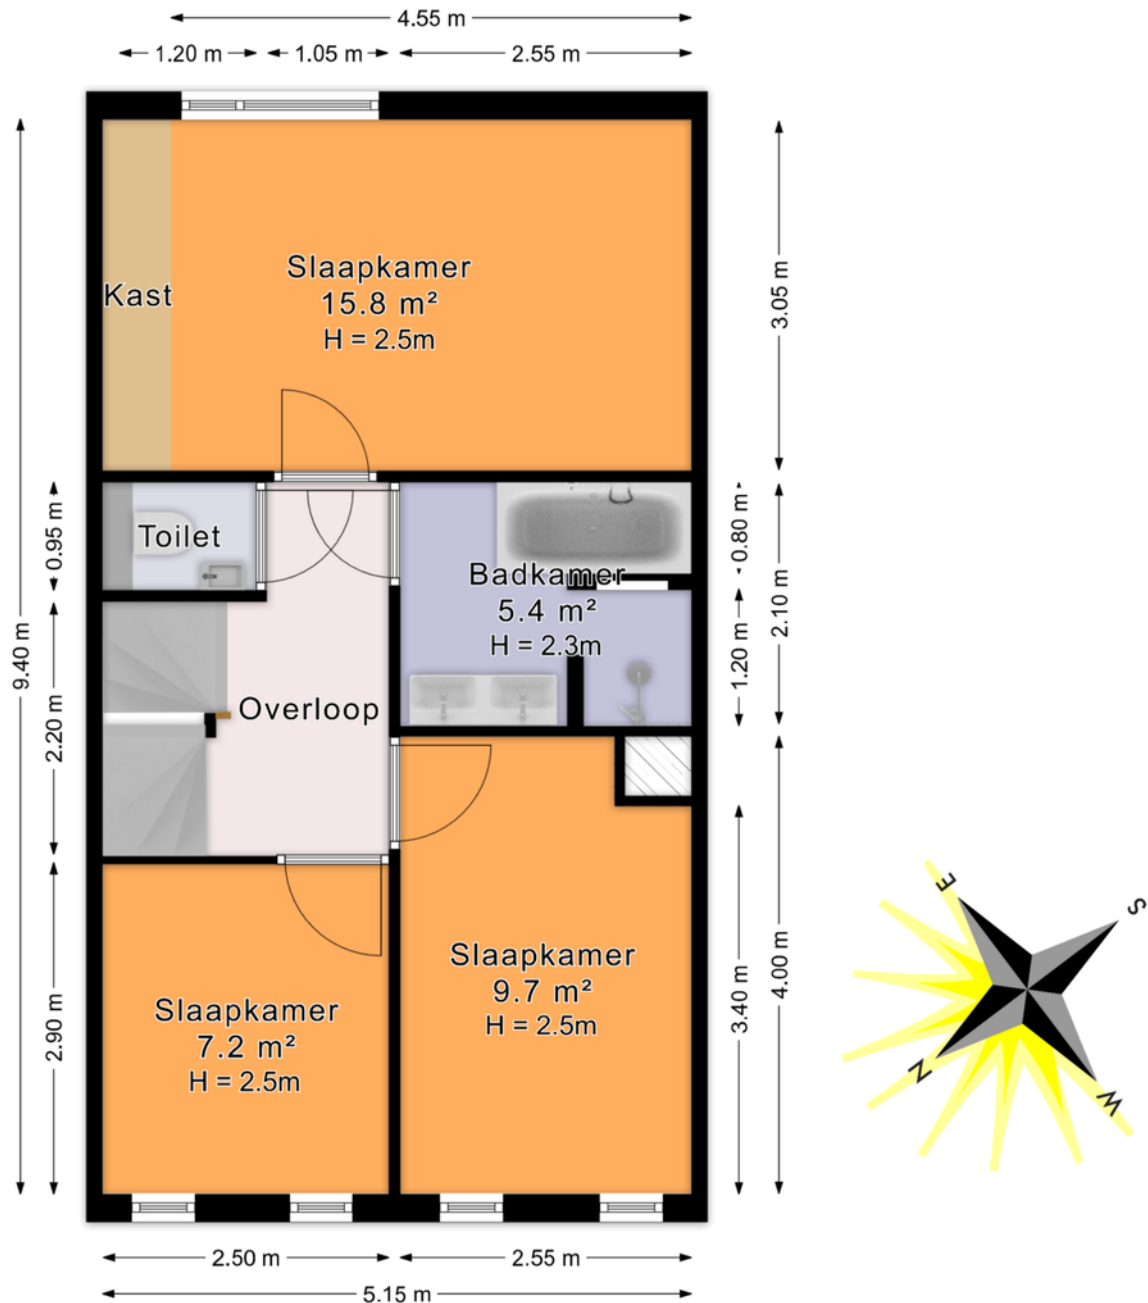 4.55 m
1.20 m
1.05 m
2.55 m
9.40 m
Kast
Slaapkamer
15.8 m²
H = 2.5m
3.05 m
0.95 m
Toilet
Badkamer
5.4 m²
H = 2.3m
0.80 m
2.10 m
1.20 m
2.20 m
Overloop
2.90 m
Slaapkamer
7.2 m²
H = 2.5m
Slaapkamer
9.7 m²
H = 2.5m
3.40 m
4.00 m
E
S
N
W
2.50 m
2.55 m
5.15 m